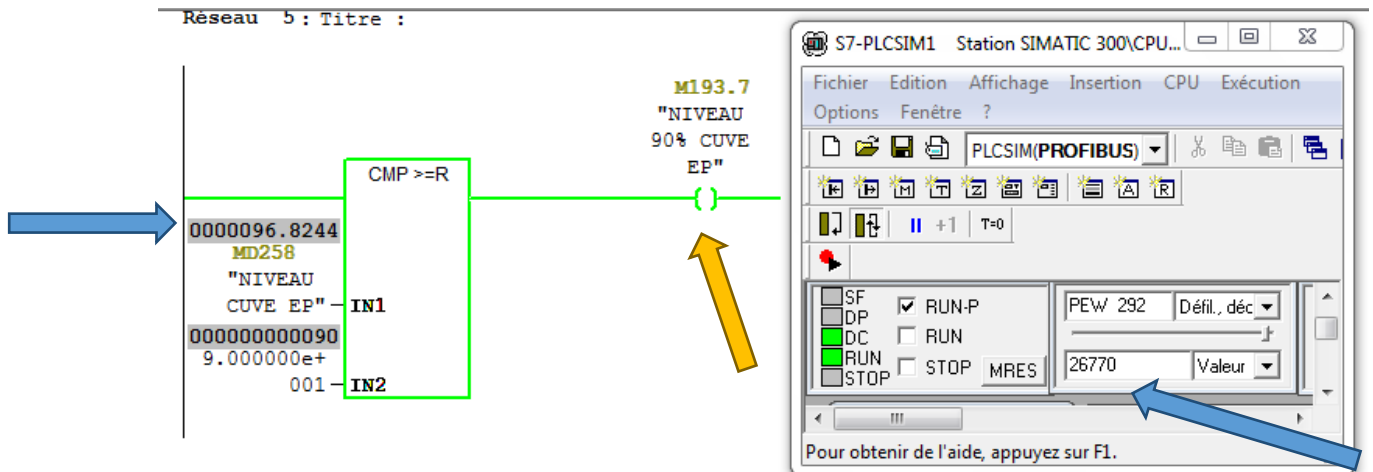 Réseau 5 : Titre :
M193.7
"NIVEAU
90% CUVE
EP"
CMP >=R
0000096.8244
MD258
"NIVEAU
CUVE EP"
IN1
000000000090
9.000000e+
001
IN2
S7-PLCSIM1 Station SIMATIC 300\CPU...
Fichier Edition Affichage Insertion CPU Exécution
Options Fenêtre ?
PLCSIM(PROFIBUS)
+1 T=0
SF
DP
DC
RUN
STOP
RUN-P
RUN
STOP
MRES
PEW 292 Défil., déc
26770 Valeur
Pour obtenir de l'aide, appuyez sur F1.